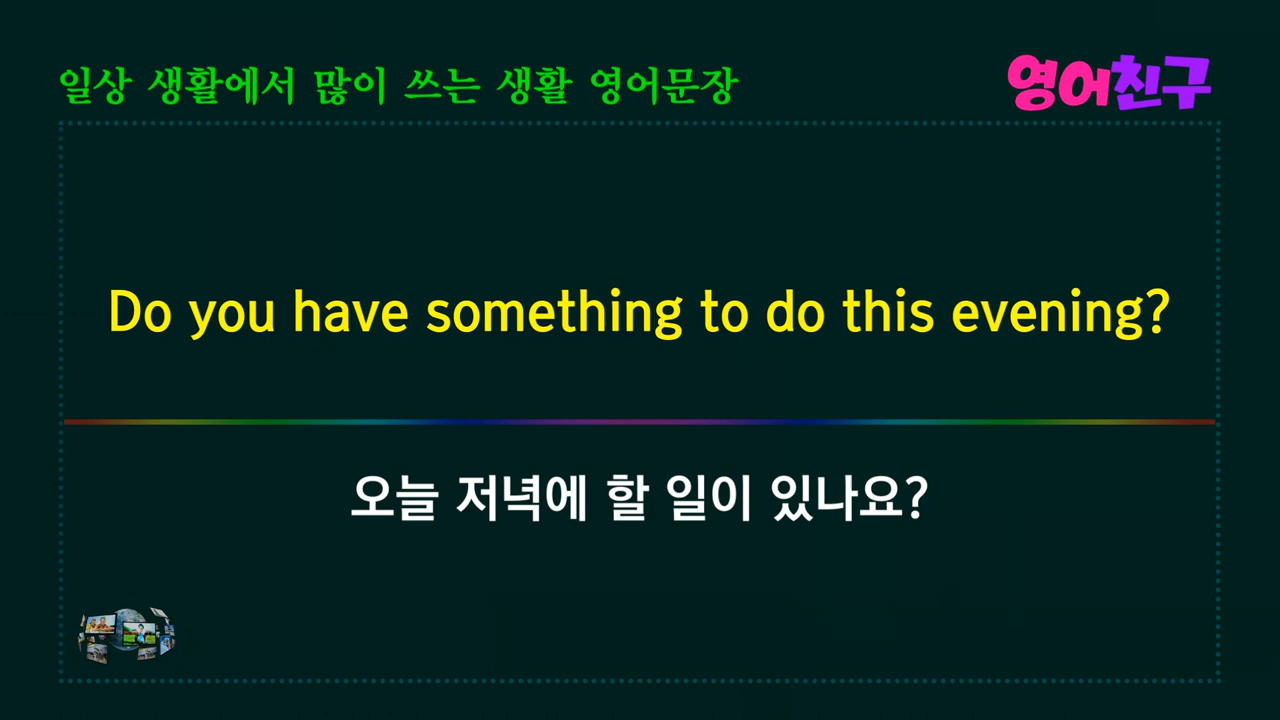 일상 생활에서 많이 쓰는 생활 영어문장
영어친구
Do you have something to do this evening?
오늘 저녁에 할 일이 있나요?